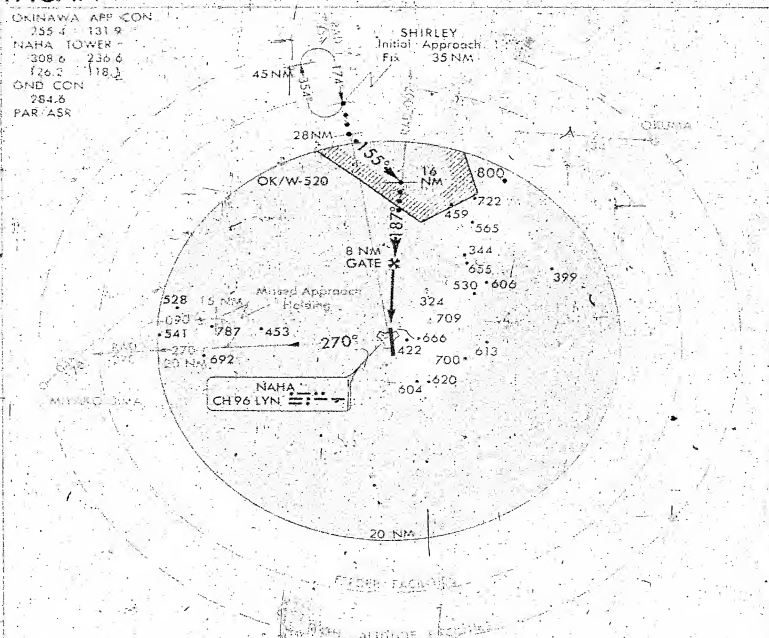 OKINAWA APP CON
255.4 131.9
NAHA TOWER
308.6 236.6
126.2 118.1
GND CON
284.6
PAR ASR
SHIRLEY
Initial Approach
Fix 35 NM
45 NM
174°
354°
28 NM
155°
OKUMA
OK/W-520
16
NM
800
722
459
565
187°
8 NM
GATE
344
655
606
530
399
528
15 NM
Missed Approach
Holding
324
709
090
541
787
453
270
20 NM
692
270°
422
666
613
700
NAHA
CH 96 LYN
604
620
20 NM
FEEDER FACILITIES